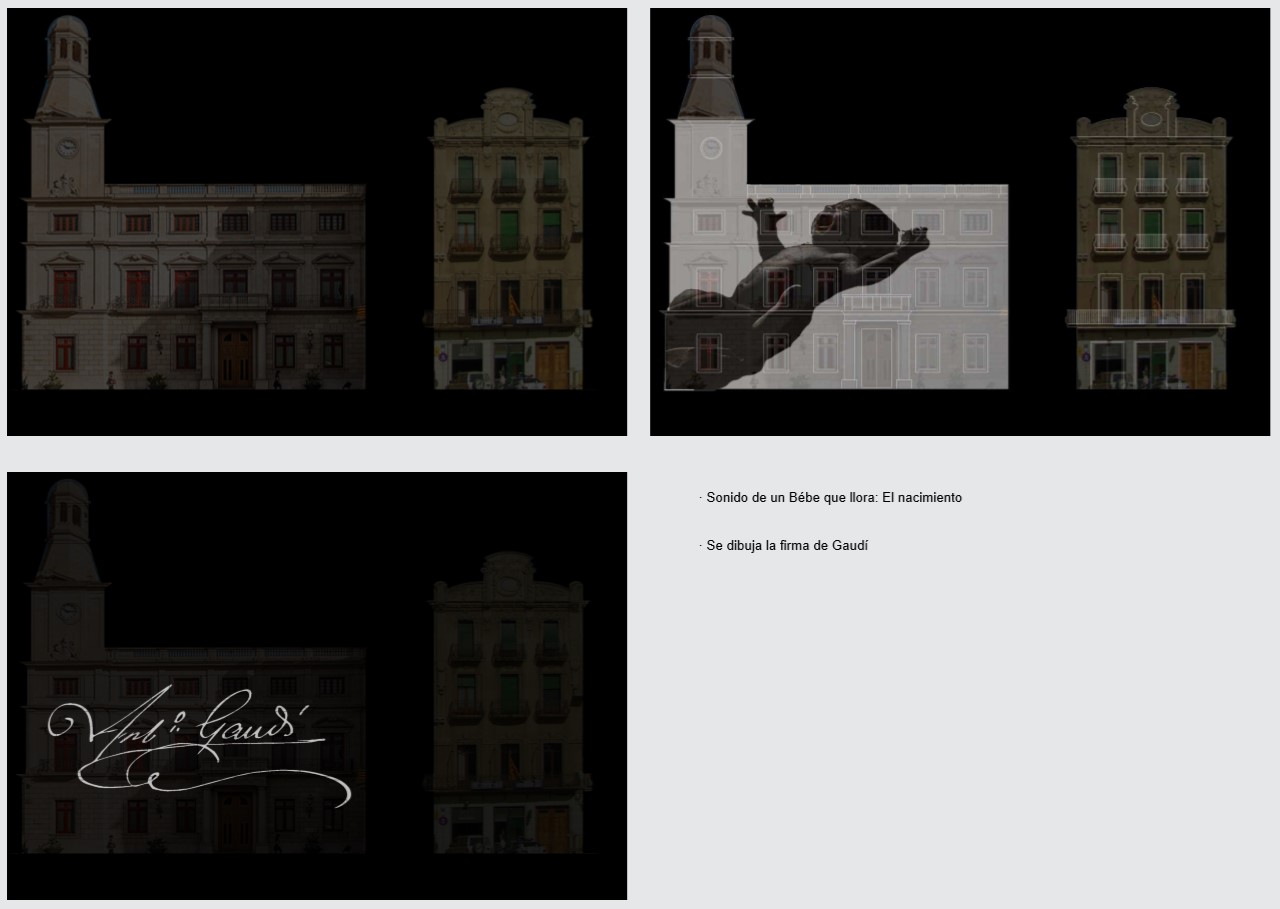 Antº. Gaudí
· Sonido de un Bébe que llora: El nacimiento
· Se dibuja la firma de Gaudí